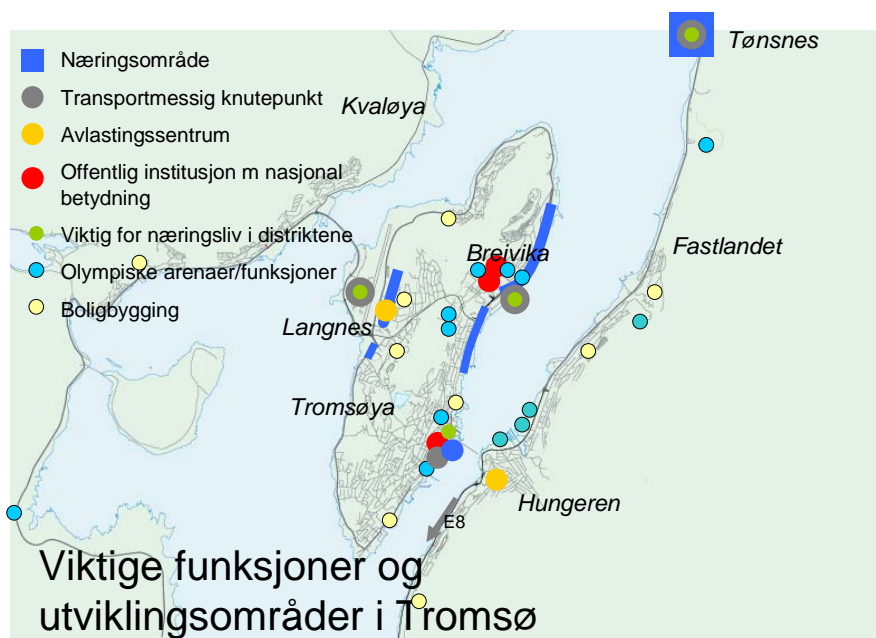 Næringsområde
Transportmessig knutepunkt
Avlastingssentrum
Offentlig institusjon m nasjonal
betydning
Viktig for næringsliv i distriktene
Olympiske arenaer/funksjoner
Boligbygging
Tønsnes
Kvaløya
Breivika
Fastlandet
Langnes
Tromsøya
Hungeren
E8
Viktige funksjoner og
utviklingsområder i Tromsø